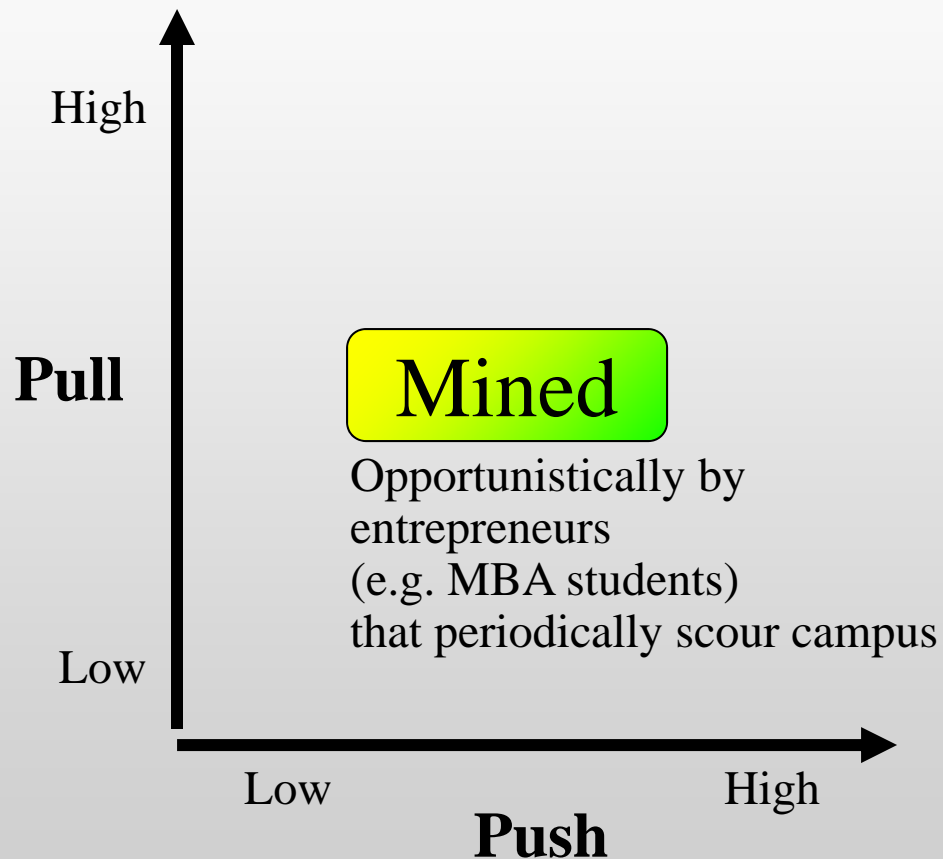 High
Pull
Mined
Opportunistically by
entrepreneurs
(e.g. MBA students)
that periodically scour campus
Low
Low
High
Push